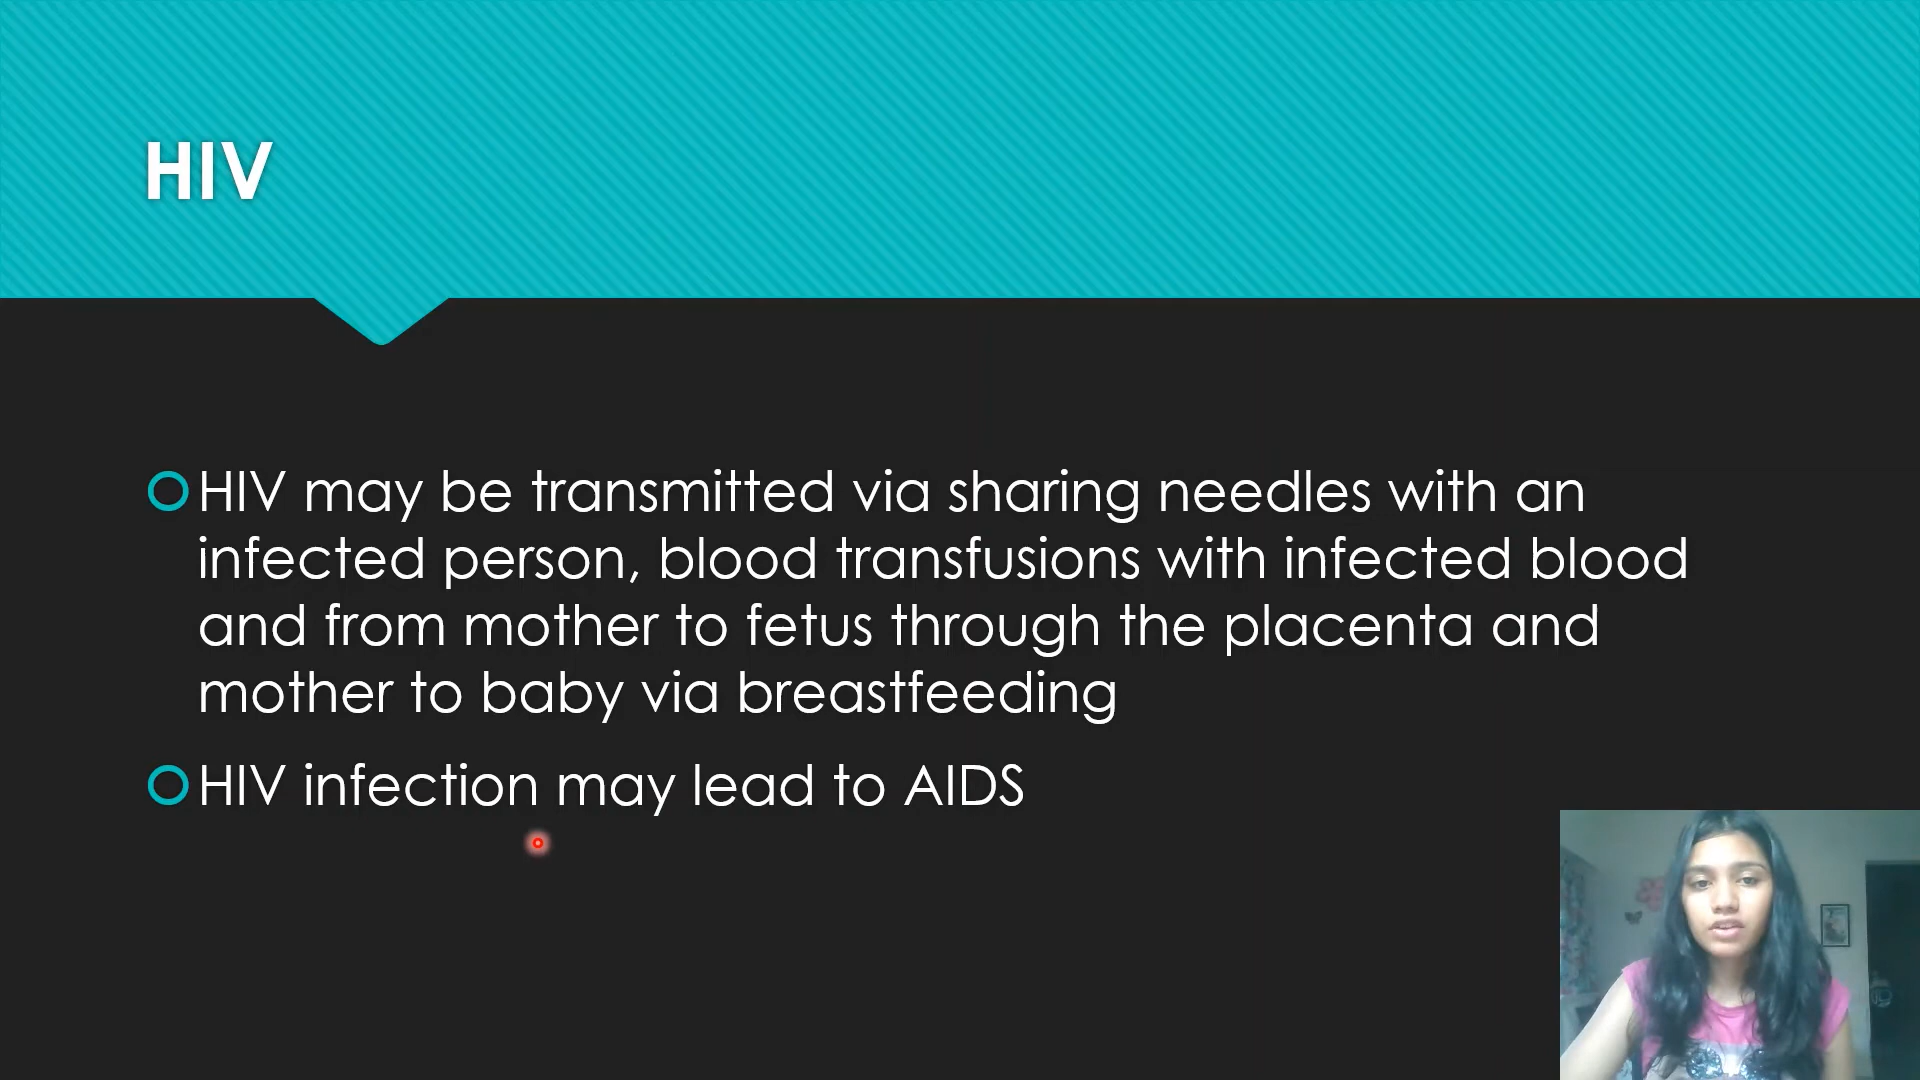 HIV
HIV may be transmitted via sharing needles with an
infected person, blood transfusions with infected blood
and from mother to fetus through the placenta and
mother to baby via breastfeeding
HIV infection may lead to AIDS